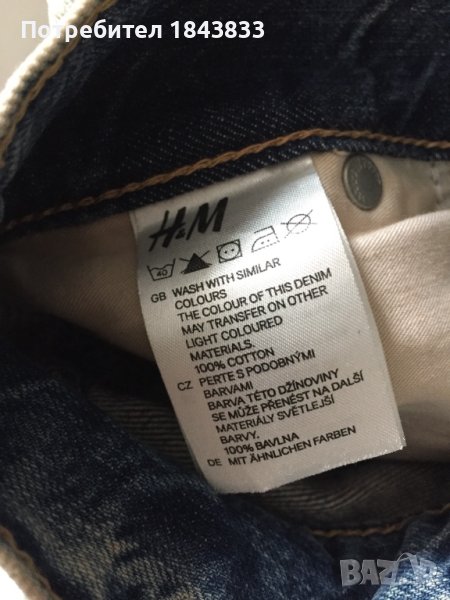 Потребител 1843833
H&M
40
GB WASH WITH SIMILAR
COLOURS
THE COLOUR OF THIS DENIM
MAY TRANSFER ON OTHER
LIGHT COLOURED
MATERIALS.
100% COTTON
CZ PERTE S PODOBNÝMI
BARVAMI
BARVA TÉTO DŽÍNOVINY
SE MŮŽE PŘENÉST NA DALŠÍ
MATERIÁLY SVĚTLEJŠÍ
BARVY.
100% BAVLNA
DE MIT ÄHNLICHEN FARBEN
BAZAR